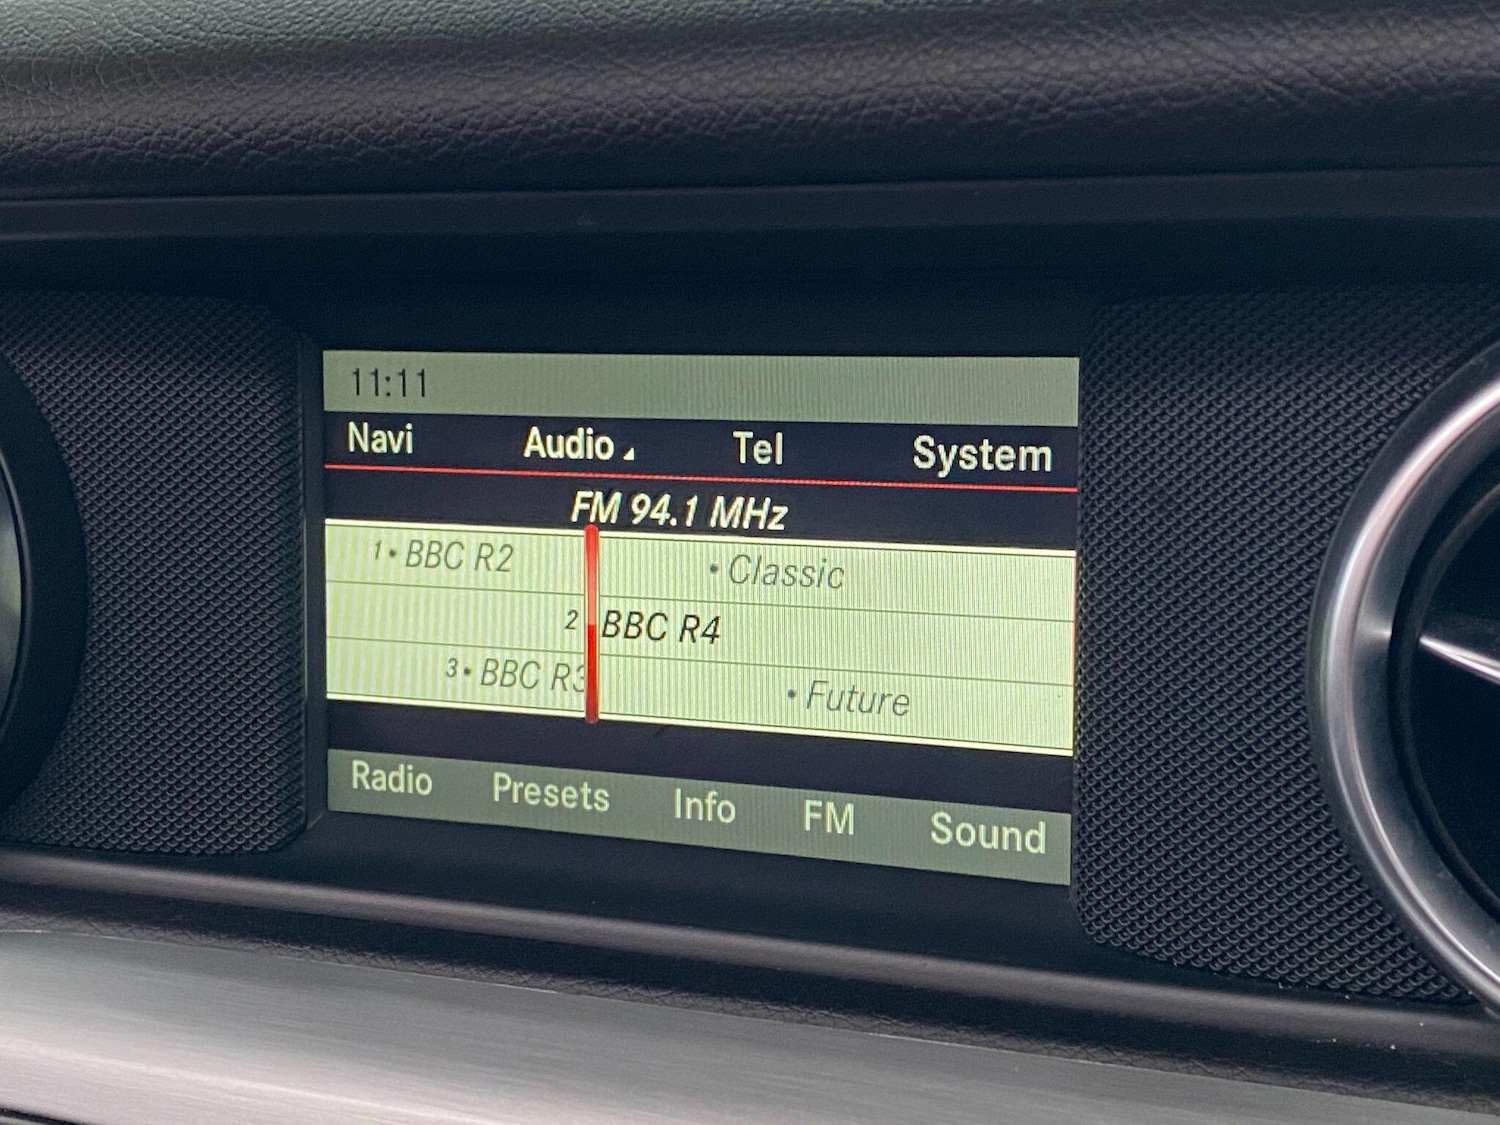 11:11
Navi Audio Tel System
FM 94.1 MHz
1• BBC R2 • Classic
2 BBC R4
3• BBC R3 • Future
Radio Presets Info FM Sound